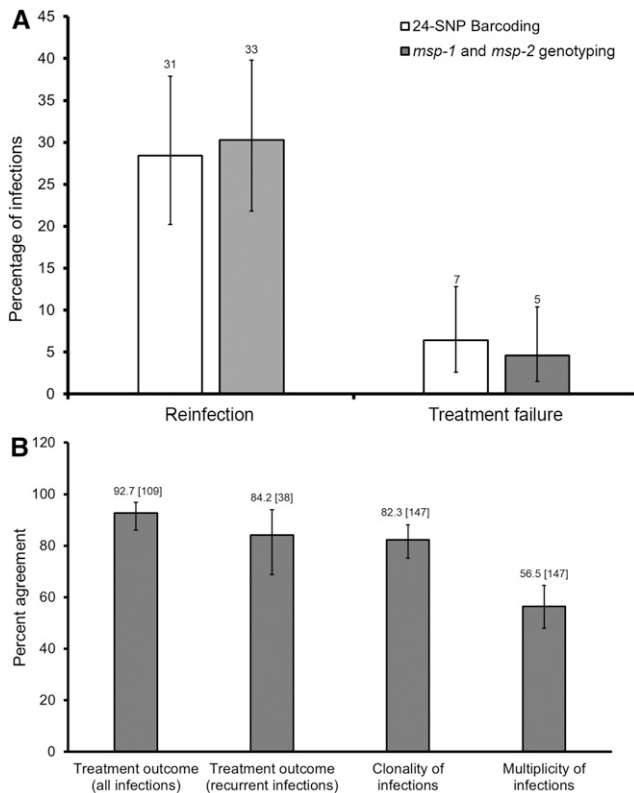 A
24-SNP Barcoding
msp-1 and msp-2 genotyping
Percentage of infections
45
40
35
30
25
20
15
10
5
0
31
33
7
5
Reinfection
Treatment failure
B
Percent agreement
120
100
80
60
40
20
0
92.7 [109]
84.2 [38]
82.3 [147]
56.5 [147]
Treatment outcome
(all infections)
Treatment outcome
(recurrent infections)
Clonality of
infections
Multiplicity of
infections